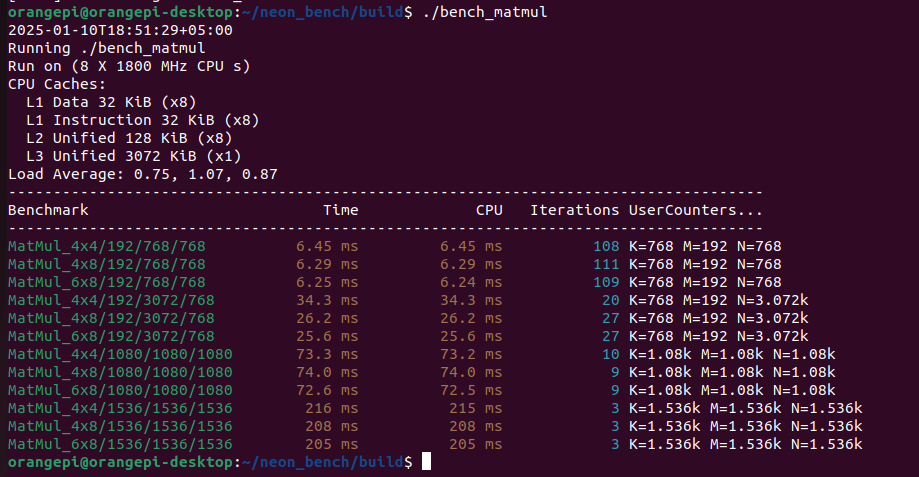 orangepi@orangepi-desktop:~/neon_bench/build$ ./bench_matmul
2025-01-10T18:51:29+05:00
Running ./bench_matmul
Run on (8 X 1800 MHz CPU s)
CPU Caches:
  L1 Data 32 KiB (x8)
  L1 Instruction 32 KiB (x8)
  L2 Unified 128 KiB (x8)
  L3 Unified 3072 KiB (x1)
Load Average: 0.75, 1.07, 0.87
------------------------------------------------------------------------------------
Benchmark                          Time             CPU   Iterations UserCounters...
------------------------------------------------------------------------------------
MatMul_4x4/192/768/768          6.45 ms         6.45 ms          108 K=768 M=192 N=768
MatMul_4x8/192/768/768          6.29 ms         6.29 ms          111 K=768 M=192 N=768
MatMul_6x8/192/768/768          6.25 ms         6.24 ms          109 K=768 M=192 N=768
MatMul_4x4/192/3072/768         34.3 ms         34.3 ms           20 K=768 M=192 N=3.072k
MatMul_4x8/192/3072/768         26.2 ms         26.2 ms           27 K=768 M=192 N=3.072k
MatMul_6x8/192/3072/768         25.6 ms         25.6 ms           27 K=768 M=192 N=3.072k
MatMul_4x4/1080/1080/1080       73.3 ms         73.2 ms           10 K=1.08k M=1.08k N=1.08k
MatMul_4x8/1080/1080/1080       74.0 ms         74.0 ms            9 K=1.08k M=1.08k N=1.08k
MatMul_6x8/1080/1080/1080       72.6 ms         72.5 ms            9 K=1.08k M=1.08k N=1.08k
MatMul_4x4/1536/1536/1536        216 ms          215 ms            3 K=1.536k M=1.536k N=1.536k
MatMul_4x8/1536/1536/1536        208 ms          208 ms            3 K=1.536k M=1.536k N=1.536k
MatMul_6x8/1536/1536/1536        205 ms          205 ms            3 K=1.536k M=1.536k N=1.536k
orangepi@orangepi-desktop:~/neon_bench/build$